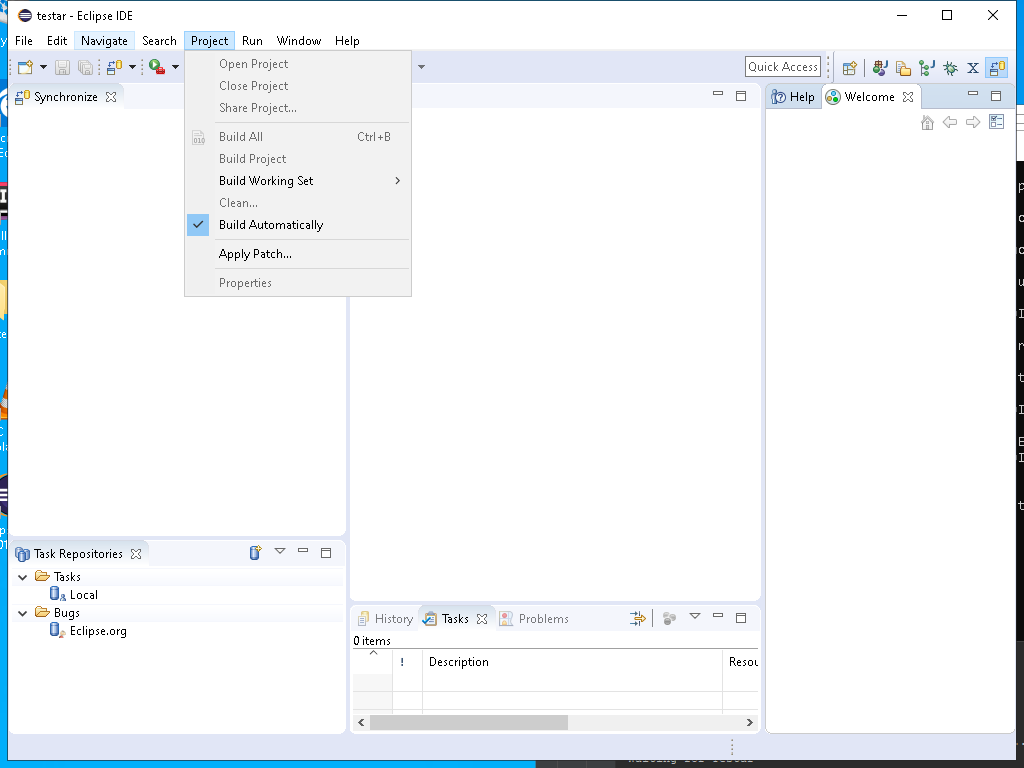 testar - Eclipse IDE
File Edit Navigate Search Project Run Window Help
Quick Access
Open Project
Close Project
Share Project...
Build All Ctrl+B
Build Project
Build Working Set
Clean...
Build Automatically
Apply Patch...
Properties
Synchronize
Help Welcome
Task Repositories
Tasks
Local
Bugs
Eclipse.org
History Tasks Problems
0 items
! Description Resou